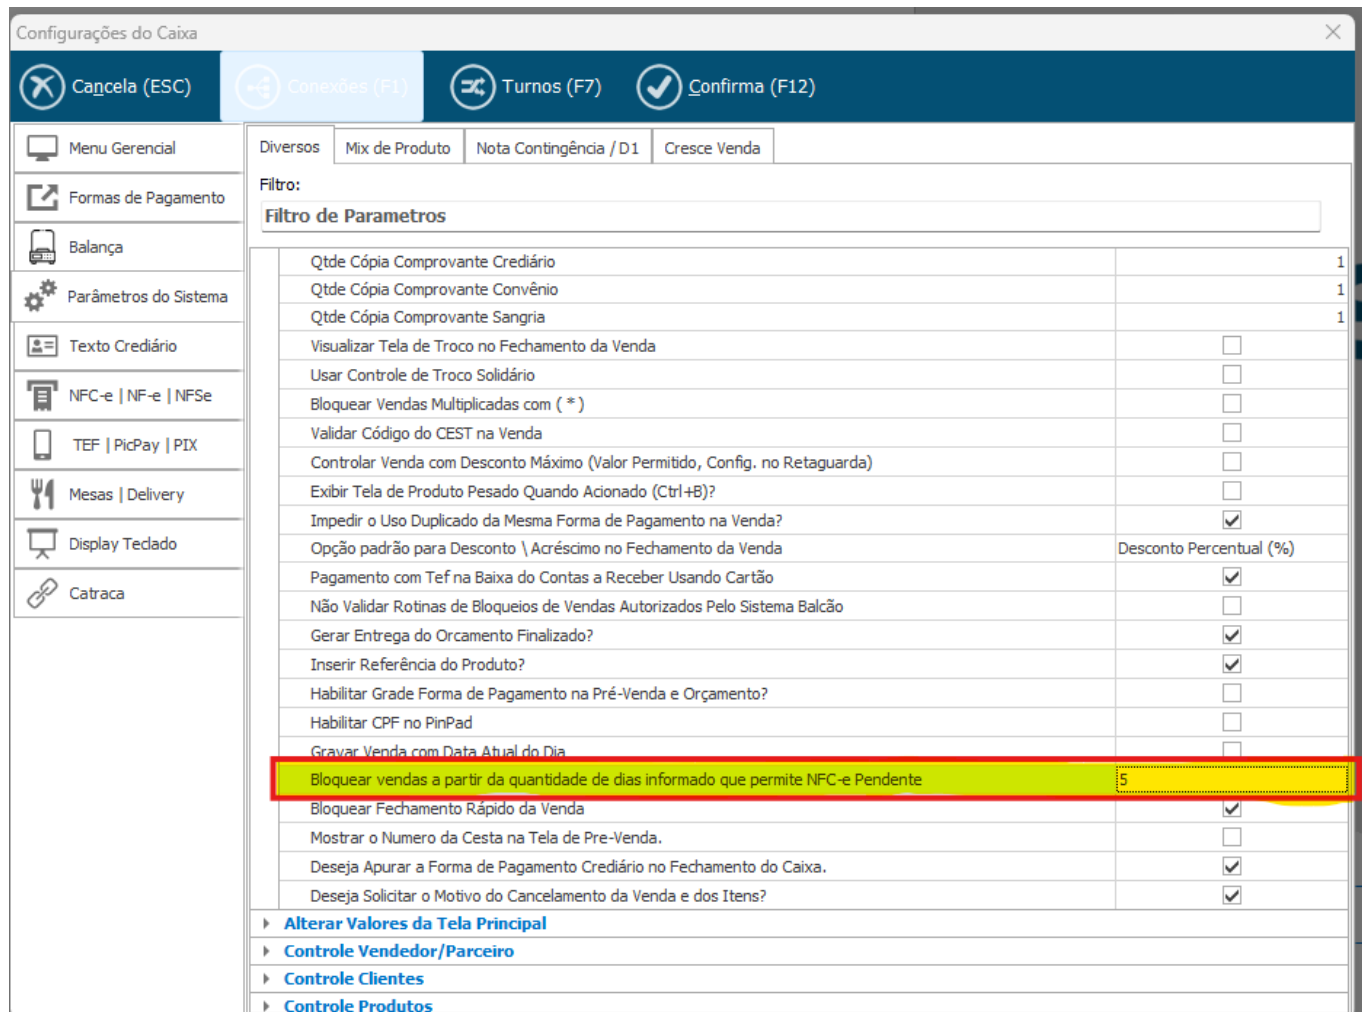 Configurações do Caixa
Cancela (ESC)
Conexões (F1)
Turnos (F7)
Confirma (F12)
Menu Gerencial
Formas de Pagamento
Balança
Parâmetros do Sistema
Texto Crediário
NFC-e | NF-e | NFSe
TEF | PicPay | PIX
Mesas | Delivery
Display Teclado
Catraca
Diversos
Mix de Produto
Nota Contingência / D1
Cresce Venda
Filtro:
Filtro de Parametros
Qtde Cópia Comprovante Crediário 1
Qtde Cópia Comprovante Convênio 1
Qtde Cópia Comprovante Sangria 1
Visualizar Tela de Troco no Fechamento da Venda
Usar Controle de Troco Solidário
Bloquear Vendas Multiplicadas com ( * )
Validar Código do CEST na Venda
Controlar Venda com Desconto Máximo (Valor Permitido, Config. no Retaguarda)
Exibir Tela de Produto Pesado Quando Acionado (Ctrl+B)?
Impedir o Uso Duplicado da Mesma Forma de Pagamento na Venda?
Opção padrão para Desconto \ Acréscimo no Fechamento da Venda Desconto Percentual (%)
Pagamento com Tef na Baixa do Contas a Receber Usando Cartão
Não Validar Rotinas de Bloqueios de Vendas Autorizados Pelo Sistema Balcão
Gerar Entrega do Orcamento Finalizado?
Inserir Referência do Produto?
Habilitar Grade Forma de Pagamento na Pré-Venda e Orçamento?
Habilitar CPF no PinPad
Gravar Venda com Data Atual do Dia
Bloquear vendas a partir da quantidade de dias informado que permite NFC-e Pendente 5
Bloquear Fechamento Rápido da Venda
Mostrar o Numero da Cesta na Tela de Pre-Venda.
Deseja Apurar a Forma de Pagamento Crediário no Fechamento do Caixa.
Deseja Solicitar o Motivo do Cancelamento da Venda e dos Itens?
Alterar Valores da Tela Principal
Controle Vendedor/Parceiro
Controle Clientes
Controle Produtos